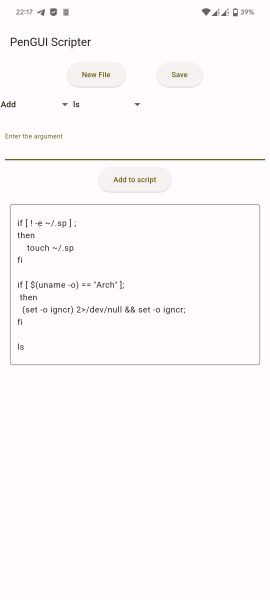 22:17
39%
PenGUI Scripter
New File
Save
Add
ls
Enter the argument
Add to script
if [ ! -e ~/.sp ] ;
then
touch ~/.sp
fi
if [ $(uname -o) == "Arch" ];
then
(set -o igncr) 2>/dev/null && set -o igncr;
fi
ls